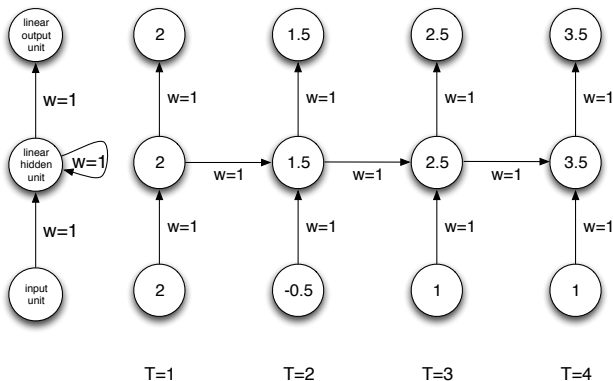 linear
output
unit
2
1.5
2.5
3.5
w=1
w=1
w=1
w=1
w=1
linear
hidden
unit
w=1
2
1.5
2.5
3.5
w=1
w=1
w=1
w=1
w=1
w=1
w=1
w=1
input
unit
2
-0.5
1
1
T=1
T=2
T=3
T=4